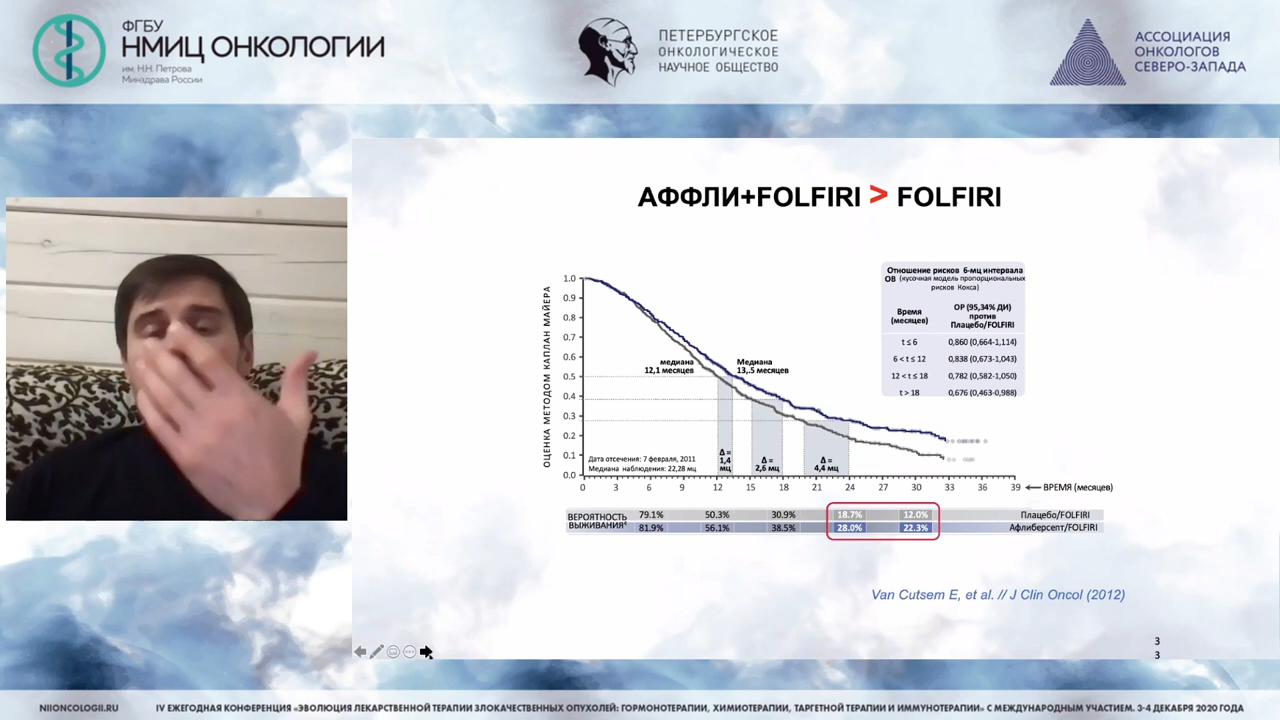 ФГБУ
НМИЦ ОНКОЛОГИИ
им. Н.Н. Петрова
Минздрава России
ПЕТЕРБУРГСКОЕ
ОНКОЛОГИЧЕСКОЕ
НАУЧНОЕ ОБЩЕСТВО
АССОЦИАЦИЯ
ОНКОЛОГОВ
СЕВЕРО-ЗАПАДА
АФФЛИ+FOLFIRI > FOLFIRI
ОЦЕНКА МЕТОДОМ КАПЛАН МАЙЕРА
1.0
0.9
0.8
0.7
0.6
0.5
0.4
0.3
0.2
0.1
0.0
медиана
12,1 месяцев
Медиана
13,.5 месяцев
Отношение рисков 6-мц интервала
ОВ (кусочная модель пропорциональных
рисков Кокса)
Время
(месяцев)
ОР (95,34% ДИ)
против
Плацебо/FOLFIRI
t ≤ 6 0,860 (0,664-1,114)
6 < t ≤ 12 0,838 (0,673-1,043)
12 < t ≤ 18 0,782 (0,582-1,050)
t > 18 0,676 (0,463-0,988)
Дата отсечения: 7 февраля, 2011
Медиана наблюдения: 22,28 мц
Δ =
1,4
мц
Δ =
2,6 мц
Δ =
4,4 мц
0 3 6 9 12 15 18 21 24 27 30 33 36 39
ВРЕМЯ (месяцев)
ВЕРОЯТНОСТЬ
ВЫЖИВАНИЯ⁴
79.1% 50.3% 30.9% 18.7% 12.0% Плацебо/FOLFIRI
81.9% 56.1% 38.5% 28.0% 22.3% Афлиберсепт/FOLFIRI
Van Cutsem E, et al. // J Clin Oncol (2012)
3
3
NIIONCOLOGII.RU
IV ЕЖЕГОДНАЯ КОНФЕРЕНЦИЯ «ЭВОЛЮЦИЯ ЛЕКАРСТВЕННОЙ ТЕРАПИИ ЗЛОКАЧЕСТВЕННЫХ ОПУХОЛЕЙ: ГОРМОНОТЕРАПИИ, ХИМИОТЕРАПИИ, ТАРГЕТНОЙ ТЕРАПИИ И ИММУНОТЕРАПИИ» С МЕЖДУНАРОДНЫМ УЧАСТИЕМ. 3-4 ДЕКАБРЯ 2020 ГОДА